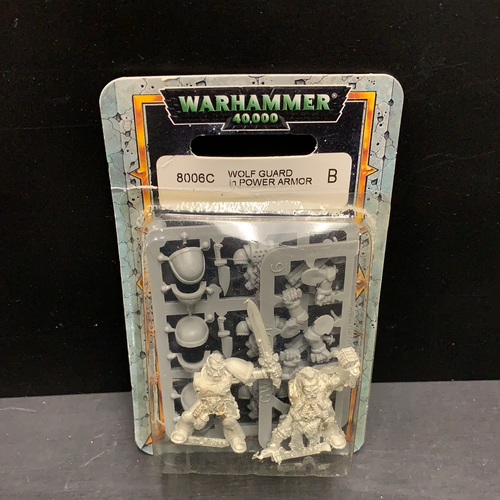 WARHAMMER
40,000
8006C WOLF GUARD B
in POWER ARMOR